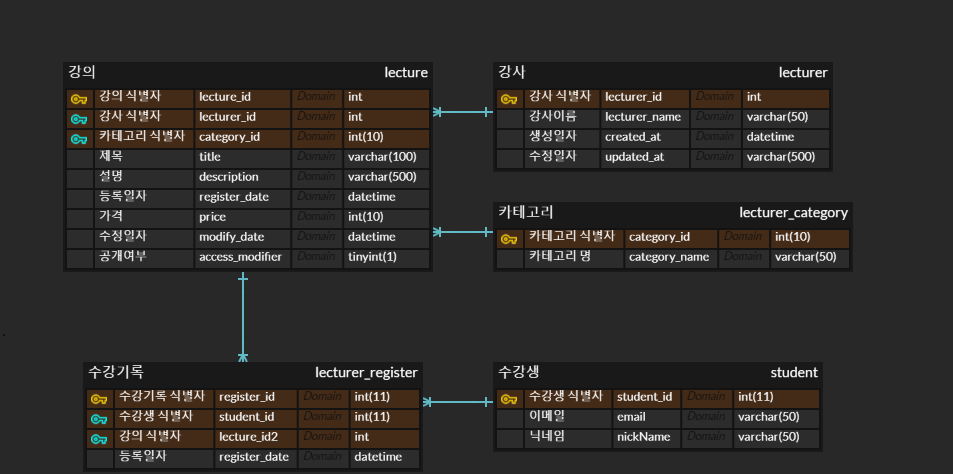 강의 lecture
강의 식별자 lecture_id Domain int
강사 식별자 lecturer_id Domain int
카테고리 식별자 category_id Domain int(10)
제목 title Domain varchar(100)
설명 description Domain varchar(500)
등록일자 register_date Domain datetime
가격 price Domain int(10)
수정일자 modify_date Domain datetime
공개여부 access_modifier Domain tinyint(1)
강사 lecturer
강사 식별자 lecturer_id Domain int
강사이름 lecturer_name Domain varchar(50)
생성일자 created_at Domain datetime
수정일자 updated_at Domain varchar(500)
카테고리 lecturer_category
카테고리 식별자 category_id Domain int(10)
카테고리 명 category_name Domain varchar(50)
수강기록 lecturer_register
수강기록 식별자 register_id Domain int(11)
수강생 식별자 student_id Domain int(11)
강의 식별자 lecture_id2 Domain int
등록일자 register_date Domain datetime
수강생 student
수강생 식별자 student_id Domain int(11)
이메일 email Domain varchar(50)
닉네임 nickName Domain varchar(50)